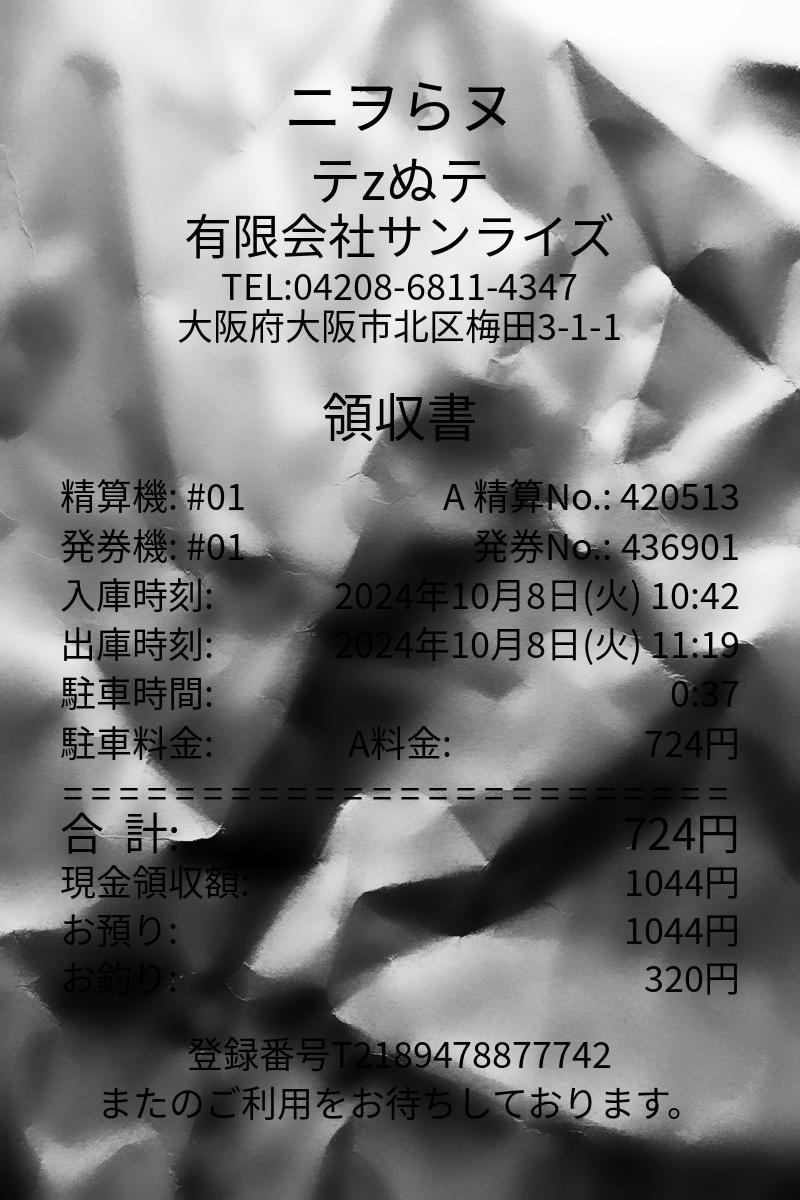 ニヲらヌ
テzぬテ
有限会社サンライズ
TEL:04208-6811-4347
大阪府大阪市北区梅田3-1-1
領収書
精算機: #01 A 精算No.: 420513
発券機: #01 発券No.: 436901
入庫時刻: 2024年10月8日(火) 10:42
出庫時刻: 2024年10月8日(火) 11:19
駐車時間: 0:37
駐車料金: A料金: 724円
========================
合 計: 724円
現金領収額: 1044円
お預り: 1044円
お釣り: 320円
登録番号T2189478877742
またのご利用をお待ちしております。